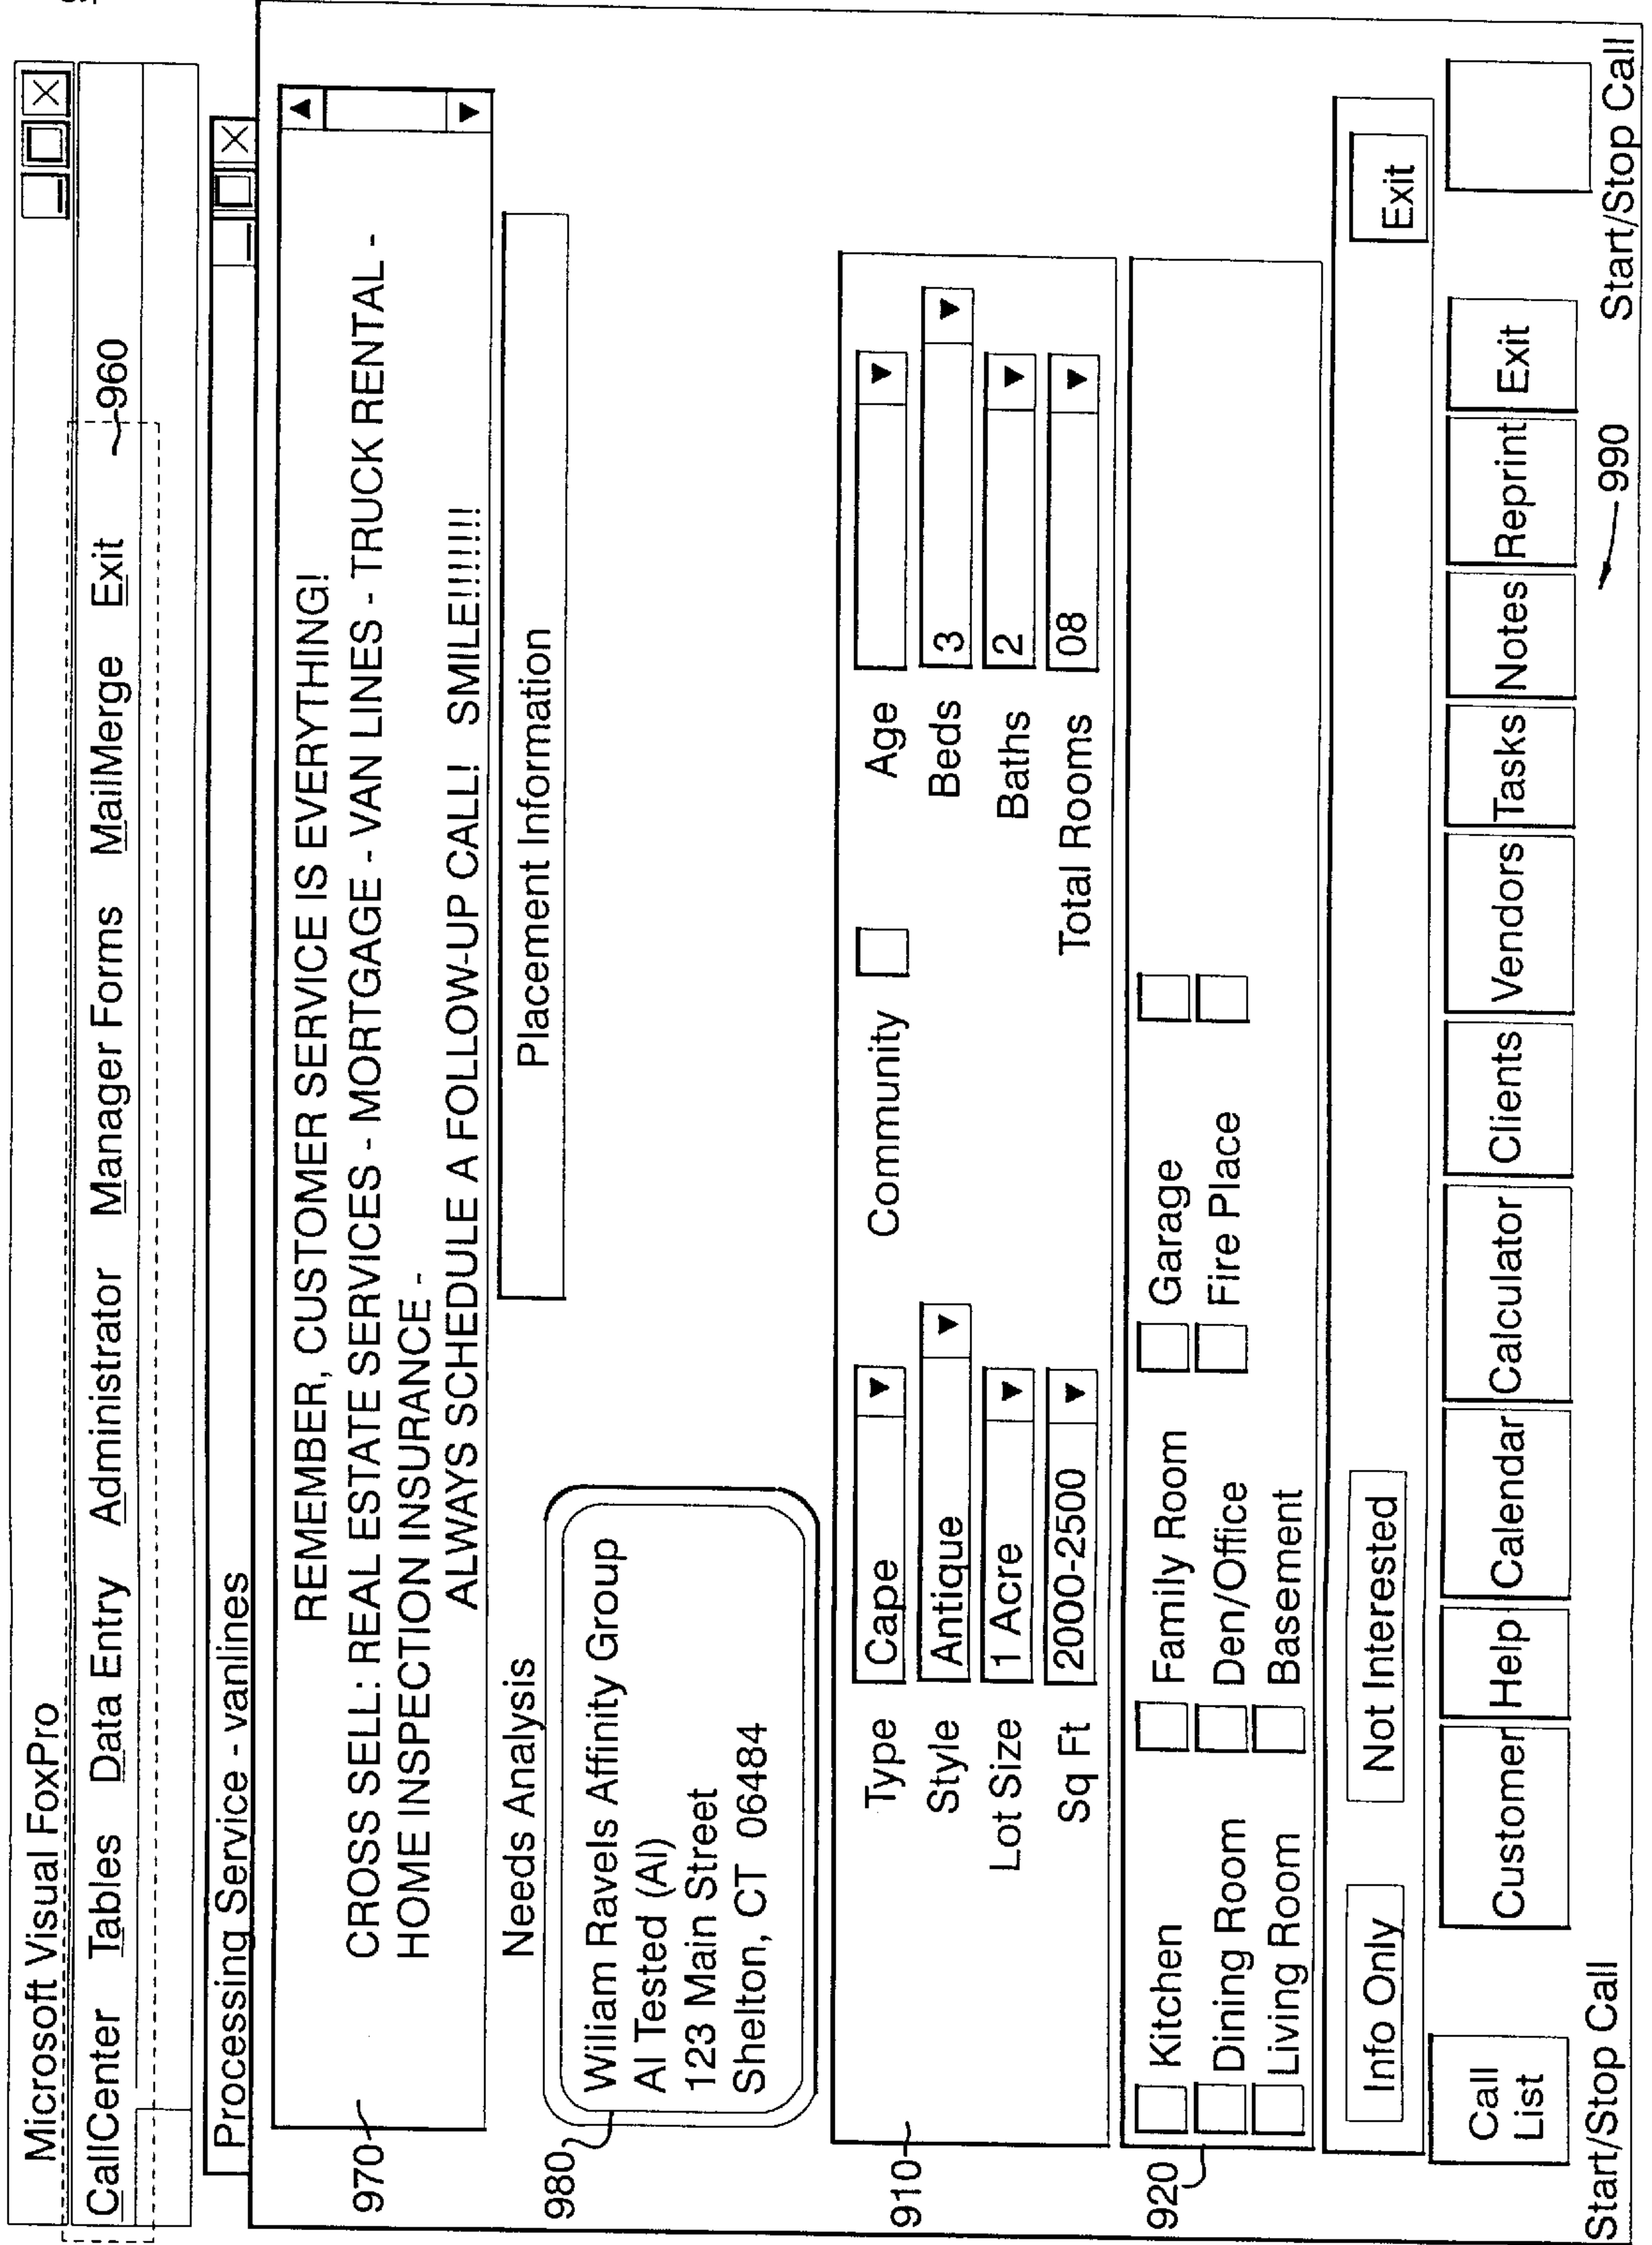 Microsoft Visual FoxPro
CallCenter Tables Data Entry Administrator Manager Forms MailMerge Exit 960
Processing Service - vanlines
970
REMEMBER, CUSTOMER SERVICE IS EVERYTHING!
CROSS SELL: REAL ESTATE SERVICES - MORTGAGE - VAN LINES - TRUCK RENTAL -
HOME INSPECTION INSURANCE -
ALWAYS SCHEDULE A FOLLOW-UP CALL! SMILE!!!!!!!!
Needs Analysis
Placement Information
980
William Ravels Affinity Group
Al Tested (Al)
123 Main Street
Shelton, CT 06484
910
Type Cape Community Age
Style Antique Beds 3
Lot Size 1 Acre Baths 2
Sq Ft 2000-2500 Total Rooms 08
920
Kitchen Family Room Garage
Dining Room Den/Office Fire Place
Living Room Basement
Info Only Not Interested Exit
Call List Customer Help Calendar Calculator Clients Vendors Tasks Notes Reprint Exit
Start/Stop Call 990 Start/Stop Call